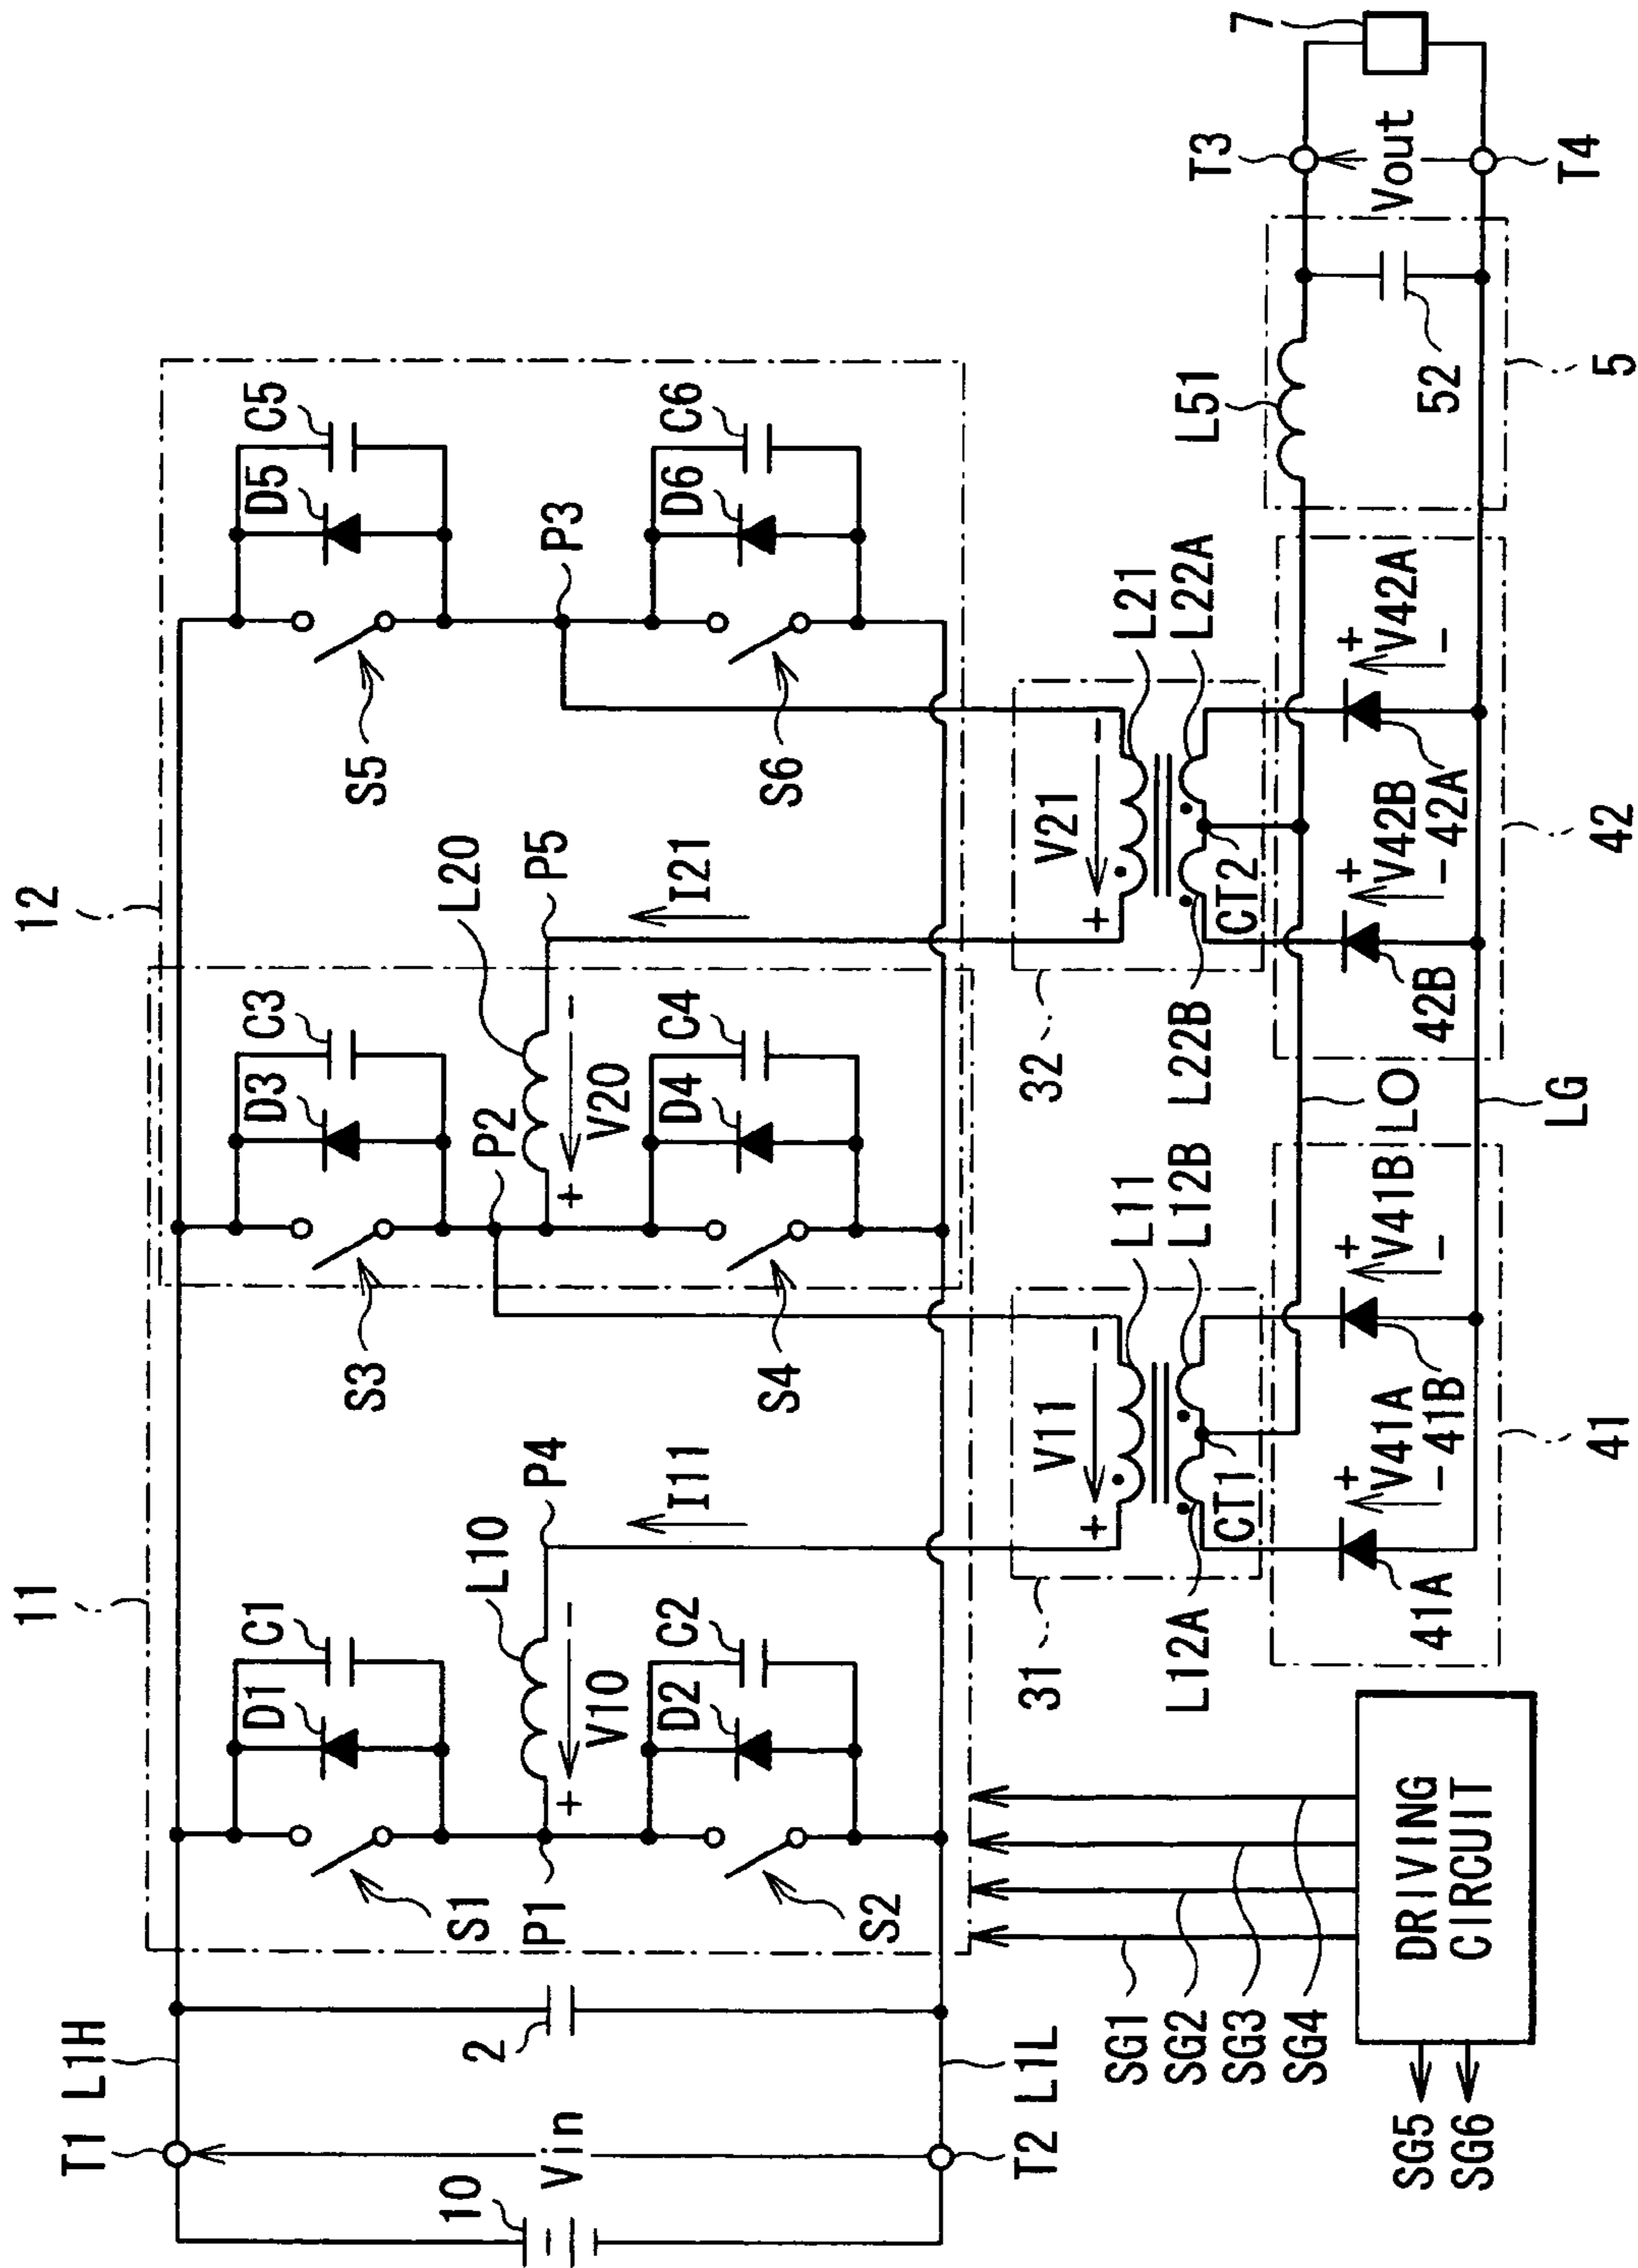 11
12
T1
L1H
10
Vin
2
T2
L1L
S1
D1
C1
P1
L10
V10
+
-
P4
I11
S2
D2
C2
S3
D3
C3
P2
L20
V20
+
-
P5
I21
S4
D4
C4
S5
D5
C5
P3
S6
D6
C6
31
V11
+
-
L11
L12A
L12B
CT1
32
V21
+
-
L21
L22B
L22A
CT2
SG1
SG2
SG3
SG4
SG5
SG6
DRIVING
CIRCUIT
41A
+
V41A
-
41B
+
V41B
-
41
LO
LG
42B
+
V42B
-
42A
+
V42A
-
42
L51
52
5
T3
Vout
T4
7